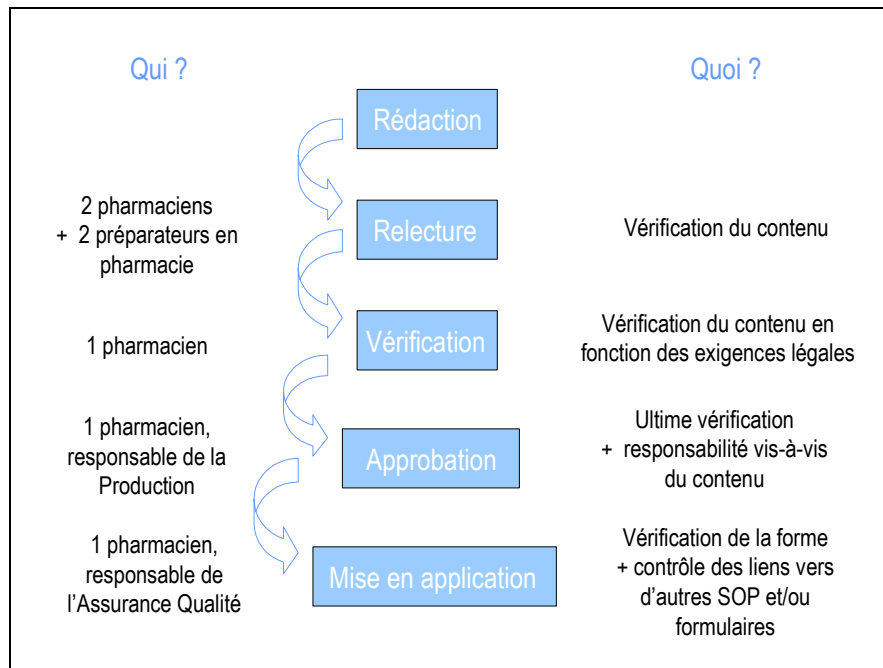 Qui ?
Quoi ?
Rédaction
2 pharmaciens
+ 2 préparateurs en
pharmacie
Relecture
Vérification du contenu
1 pharmacien
Vérification
Vérification du contenu en
fonction des exigences légales
1 pharmacien,
responsable de la
Production
Approbation
Ultime vérification
+ responsabilité vis-à-vis
du contenu
1 pharmacien,
responsable de
l'Assurance Qualité
Mise en application
Vérification de la forme
+ contrôle des liens vers
d'autres SOP et/ou
formulaires